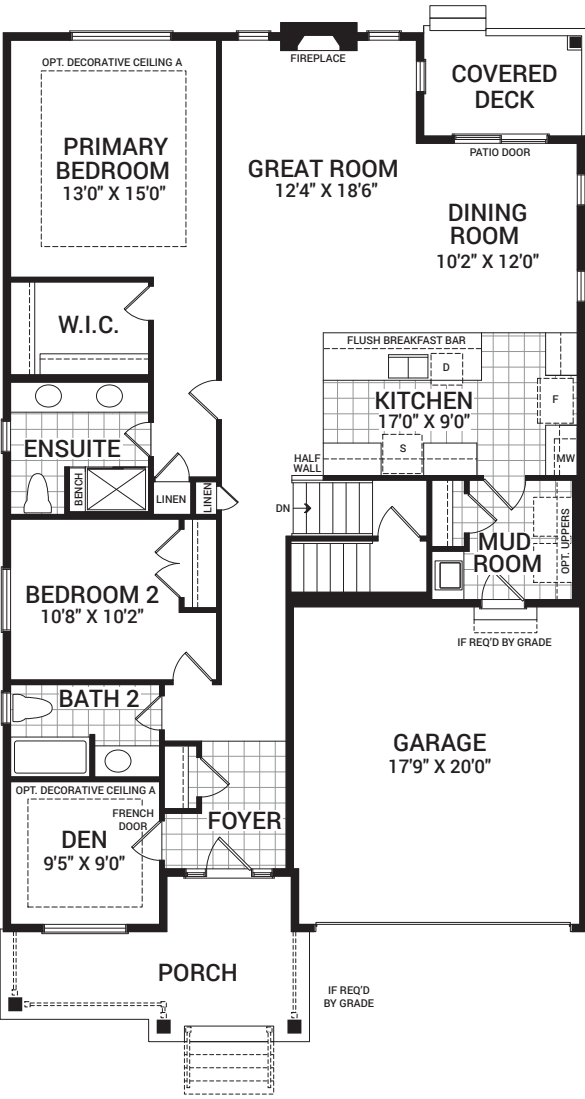 OPT. DECORATIVE CEILING A
PRIMARY
BEDROOM
13'0" X 15'0"
FIREPLACE
COVERED
DECK
PATIO DOOR
GREAT ROOM
12'4" X 18'6"
DINING
ROOM
10'2" X 12'0"
W.I.C.
FLUSH BREAKFAST BAR
D
KITCHEN
17'0" X 9'0"
F
S
MW
HALF
WALL
ENSUITE
BENCH
LINEN
LINEN
DN
MUD
ROOM
OPT. UPPERS
BEDROOM 2
10'8" X 10'2"
IF REQ'D BY GRADE
BATH 2
GARAGE
17'9" X 20'0"
OPT. DECORATIVE CEILING A
FRENCH
DOOR
DEN
9'5" X 9'0"
FOYER
PORCH
IF REQ'D
BY GRADE